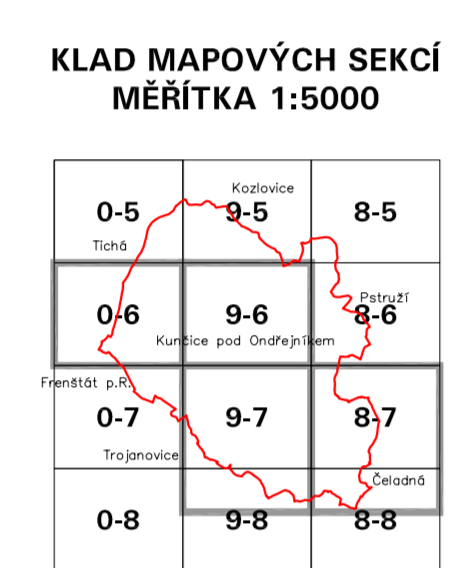 KLAD MAPOVÝCH SEKCÍ
MĚŘÍTKA 1:5000
Kozlovice
0-5 9-5 8-5
Tichá
Pstruží
0-6 9-6 8-6
Kunčice pod Ondřejníkem
Frenštát p.R.
0-7 9-7 8-7
Trojanovice
Čeladná
0-8 9-8 8-8